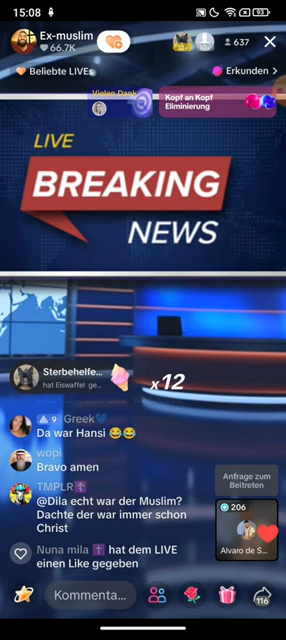 15:08
93
Ex-muslim
66.7K
10+
637
Beliebte LIVEs
Erkunden >
Vielen Dank
Kopf an Kopf
Eliminierung
LIVE
BREAKING
NEWS
Sterbehelfe...
hat Eiswaffel ge...
x12
9 Greek
Da war Hansi
wopi
Bravo amen
TMPLR
@Dila echt war der Muslim?
Dachte der war immer schon
Christ
Nuna mila hat dem LIVE
einen Like gegeben
Anfrage zum
Beitreten
206
Alvaro de S...
Kommenta...
116